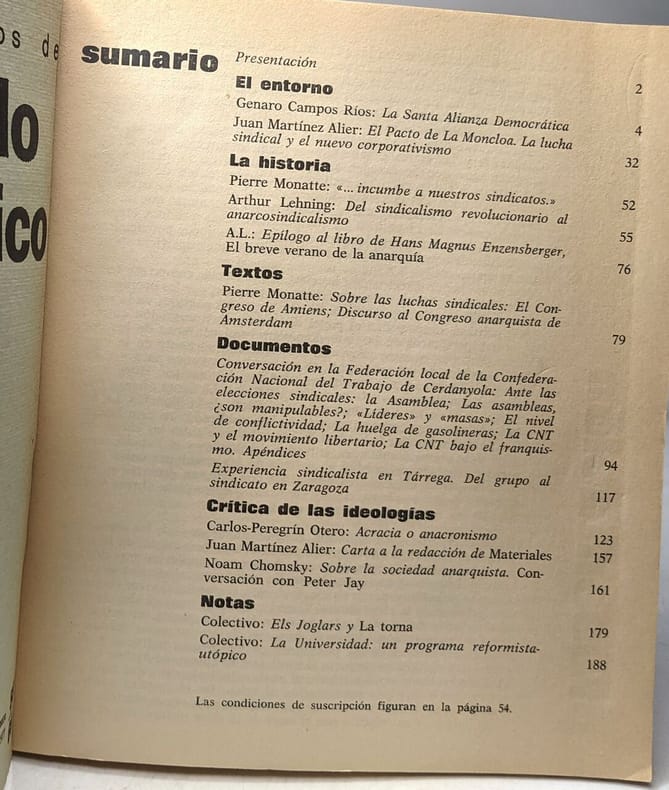 os de
lo
ico
sumario
Presentación 2
El entorno
Genaro Campos Ríos: La Santa Alianza Democrática 4
Juan Martínez Alier: El Pacto de La Moncloa. La lucha
sindical y el nuevo corporativismo 32
La historia
Pierre Monatte: «... incumbe a nuestros sindicatos.» 52
Arthur Lehning: Del sindicalismo revolucionario al
anarcosindicalismo 55
A.L.: Epílogo al libro de Hans Magnus Enzensberger,
El breve verano de la anarquía 76
Textos
Pierre Monatte: Sobre las luchas sindicales: El Con-
greso de Amiens; Discurso al Congreso anarquista de
Amsterdam 79
Documentos
Conversación en la Federación local de la Confedera-
ción Nacional del Trabajo de Cerdanyola: Ante las
elecciones sindicales: la Asamblea; Las asambleas,
¿son manipulables?; «Líderes» y «masas»; El nivel
de conflictividad; La huelga de gasolineras; La CNT
y el movimiento libertario; La CNT bajo el franquis-
mo. Apéndices 94
Experiencia sindicalista en Tárrega. Del grupo al
sindicato en Zaragoza 117
Crítica de las ideologías
Carlos-Peregrín Otero: Acracia o anacronismo 123
Juan Martínez Alier: Carta a la redacción de Materiales 157
Noam Chomsky: Sobre la sociedad anarquista. Con-
versación con Peter Jay 161
Notas
Colectivo: Els Joglars y La torna 179
Colectivo: La Universidad: un programa reformista-
utópico 188
Las condiciones de suscripción figuran en la página 54.